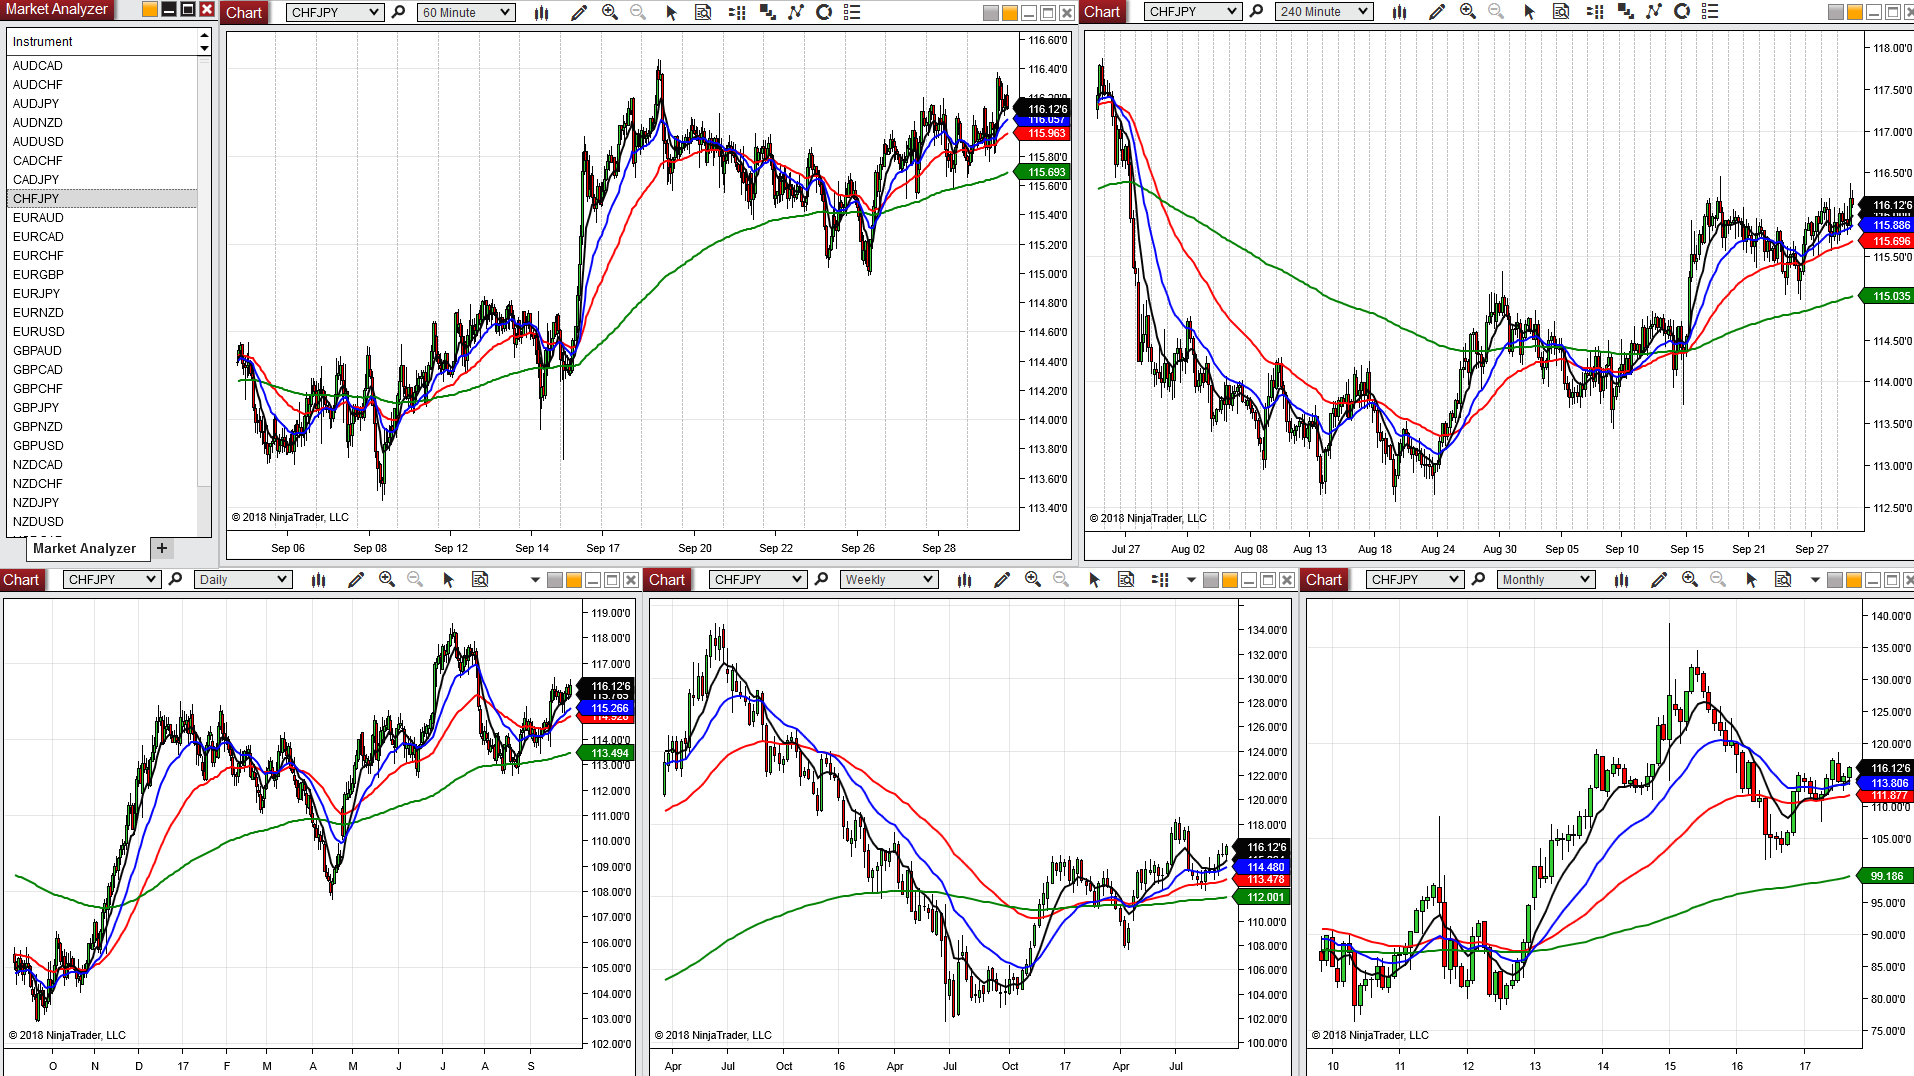 Market Analyzer
Instrument
AUDCAD
AUDCHF
AUDJPY
AUDNZD
AUDUSD
CADCHF
CADJPY
CHFJPY
EURAUD
EURCAD
EURCHF
EURGBP
EURJPY
EURNZD
EURUSD
GBPAUD
GBPCAD
GBPCHF
GBPJPY
GBPNZD
GBPUSD
NZDCAD
NZDCHF
NZDJPY
NZDUSD
Market Analyzer +
Chart CHFJPY 60 Minute
116.60'0
116.40'0
116.12'6
116.057
115.963
115.80'0
115.693
115.60'0
115.40'0
115.20'0
115.00'0
114.80'0
114.60'0
114.40'0
114.20'0
114.00'0
113.80'0
113.60'0
113.40'0
© 2018 NinjaTrader, LLC
Sep 06 Sep 08 Sep 12 Sep 14 Sep 17 Sep 20 Sep 22 Sep 26 Sep 28
Chart CHFJPY 240 Minute
118.00'0
117.50'0
117.00'0
116.50'0
116.12'6
115.886
115.696
115.50'0
115.035
114.50'0
114.00'0
113.50'0
113.00'0
112.50'0
© 2018 NinjaTrader, LLC
Jul 27 Aug 02 Aug 08 Aug 13 Aug 18 Aug 24 Aug 30 Sep 05 Sep 10 Sep 15 Sep 21 Sep 27
Chart CHFJPY Daily
119.00'0
118.00'0
117.00'0
116.12'6
115.765
115.266
114.926
114.00'0
113.494
113.00'0
112.00'0
111.00'0
110.00'0
109.00'0
108.00'0
107.00'0
106.00'0
105.00'0
104.00'0
103.00'0
102.00'0
© 2018 NinjaTrader, LLC
O N D 17 F M A M J J A S
Chart CHFJPY Weekly
134.00'0
132.00'0
130.00'0
128.00'0
126.00'0
124.00'0
122.00'0
120.00'0
118.00'0
116.12'6
114.480
113.478
112.001
110.00'0
108.00'0
106.00'0
104.00'0
102.00'0
100.00'0
© 2018 NinjaTrader, LLC
Apr Jul Oct 16 Apr Jul Oct 17 Apr Jul
Chart CHFJPY Monthly
140.00'0
135.00'0
130.00'0
125.00'0
120.00'0
116.12'6
113.806
111.877
110.00'0
105.00'0
99.186
95.00'0
90.00'0
85.00'0
80.00'0
75.00'0
© 2018 NinjaTrader, LLC
10 11 12 13 14 15 16 17